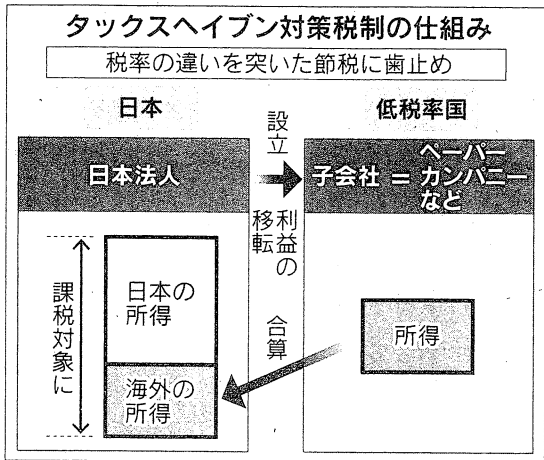 タックスヘイブン対策税制の仕組み
税率の違いを突いた節税に歯止め
日本
低税率国
設立
日本法人
子会社 = ペーパー
カンパニー
など
利益の
移転
課税対象に
日本の
所得
合算
所得
海外の
所得